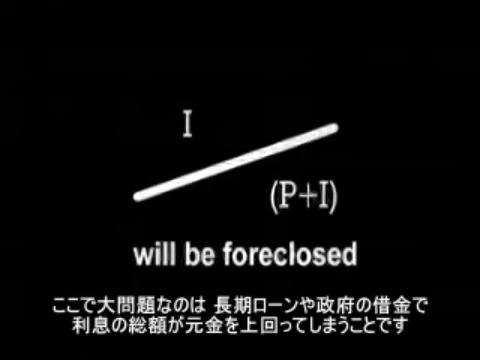 I
(P+I)
will be foreclosed
ここで大問題なのは 長期ローンや政府の借金で
利息の総額が元金を上回ってしまうことです